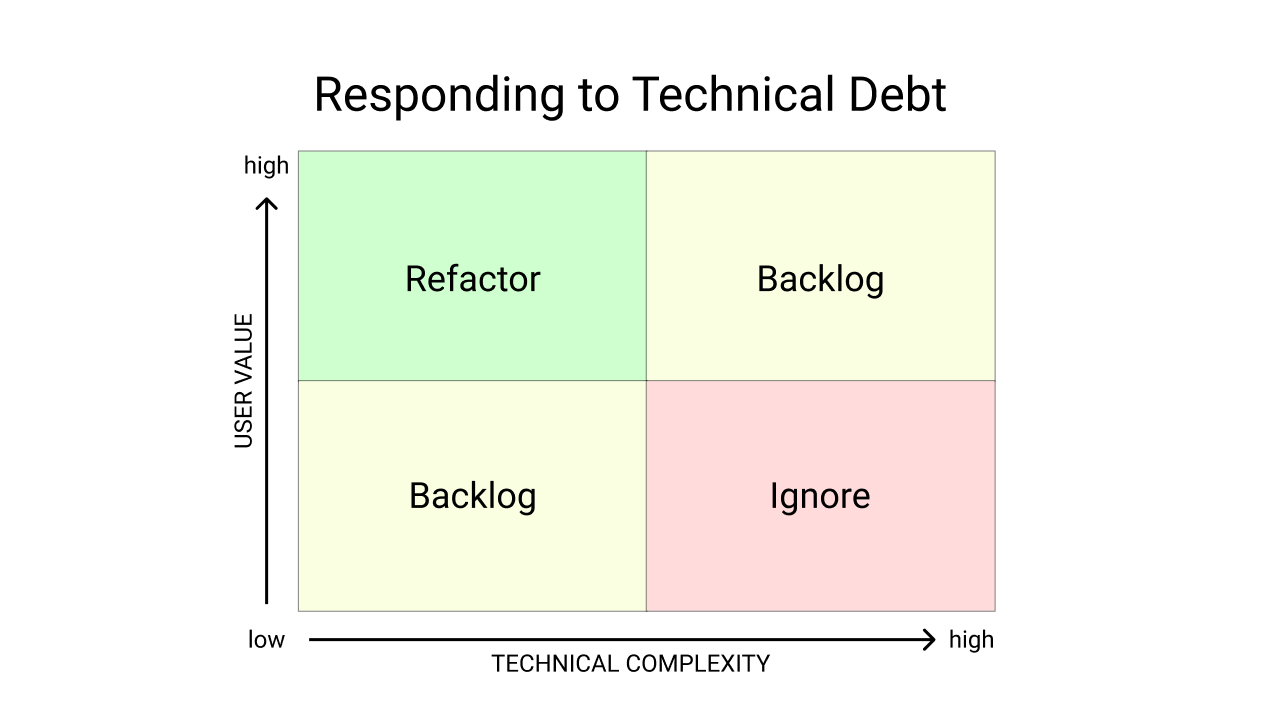 Responding to Technical Debt
high
Refactor
Backlog
USER VALUE
Backlog
Ignore
low
high
TECHNICAL COMPLEXITY